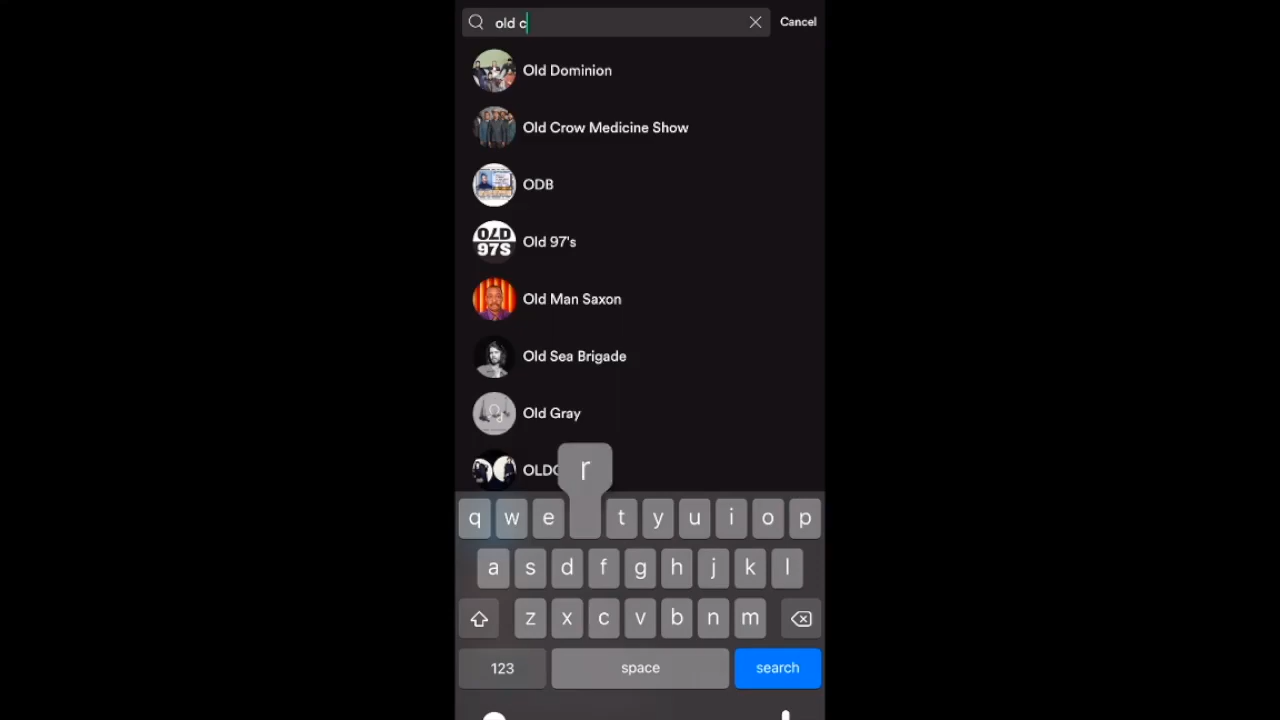 old c
Cancel
Old Dominion
Old Crow Medicine Show
ODB
OLD
97S
Old 97's
Old Man Saxon
Old Sea Brigade
Old Gray
r
q w e t y u i o p
a s d f g h j k l
z x c v b n m
123 space search